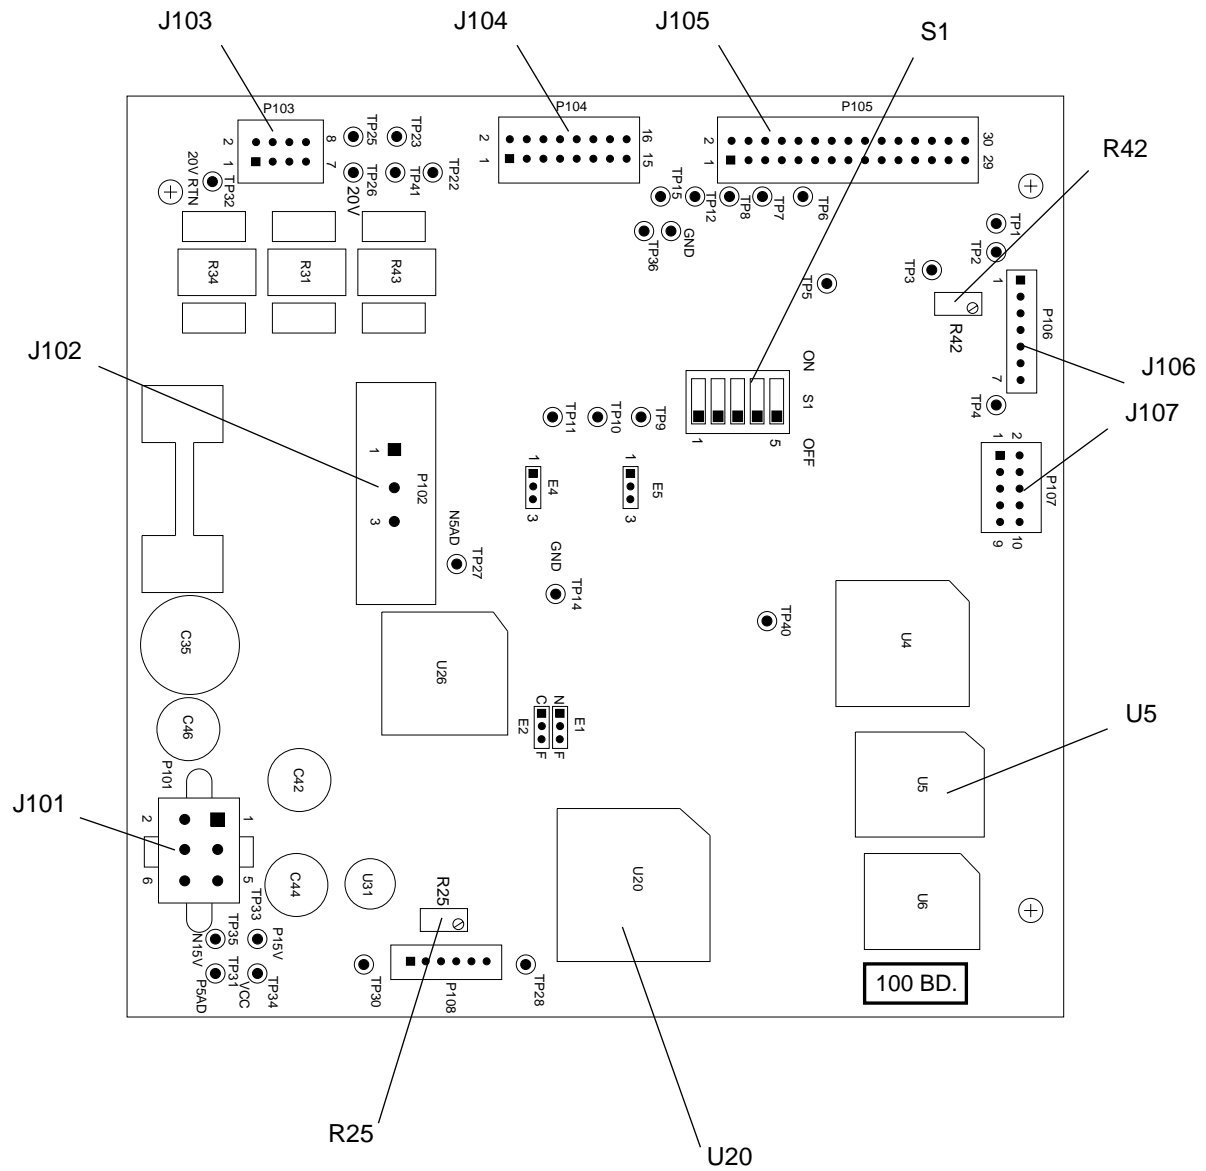 J103
J104
J105
S1
P103
P104
P105
2
8
1
7
TP25
TP23
2
16
1
15
2
30
1
29
R42
20V RTN
TP32
TP26
20V
TP41
TP22
TP15
TP12
TP8
TP7
TP6
TP36
GND
TP1
TP2
TP3
TP5
R34
R31
R43
1
P106
R42
7
J102
ON
S1
OFF
1
5
J106
TP4
J107
TP11
TP10
TP9
1
P102
3
1
E4
3
1
E5
3
1
2
P107
9
10
N5AD
TP27
GND
TP14
C35
TP40
U4
U26
C46
C
N
E2
E1
F
F
U5
P101
C42
U5
J101
2
1
6
5
C44
U31
R25
U20
U6
TP33
TP35
P15V
N15V
TP31
P5AD
VCC
TP34
TP30
P108
TP28
100 BD.
R25
U20